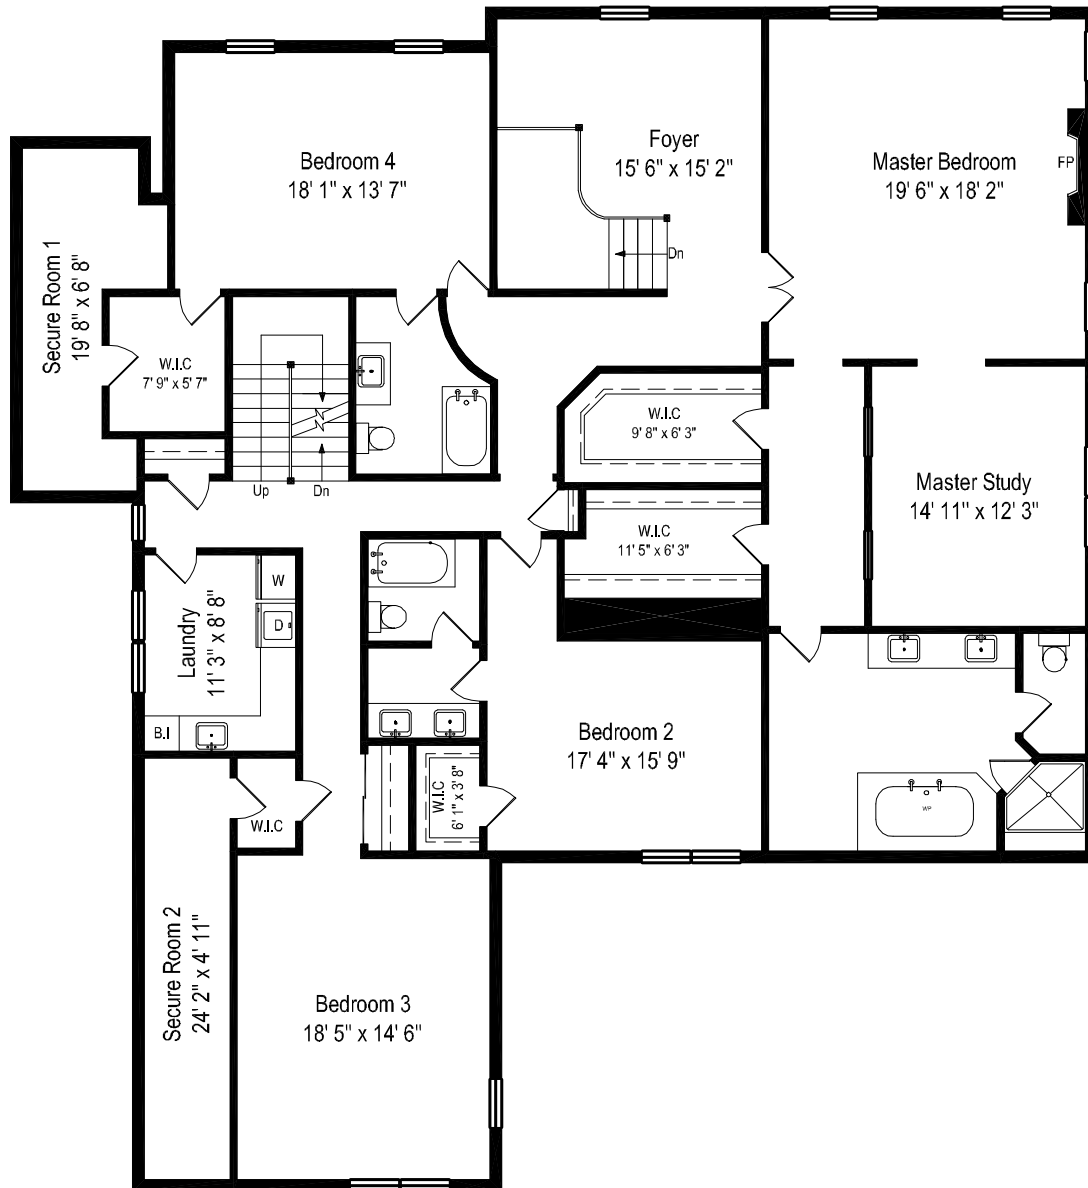 Bedroom 4
18' 1" x 13' 7"
Foyer
15' 6" x 15' 2"
Master Bedroom
19' 6" x 18' 2"
FP
Secure Room 1
19' 8" x 6' 8"
Dn
W.I.C
7' 9" x 5' 7"
W.I.C
9' 8" x 6' 3"
Up
Dn
Master Study
14' 11" x 12' 3"
W.I.C
11' 5" x 6' 3"
W
D
Laundry
11' 3" x 8' 8"
B.I
Bedroom 2
17' 4" x 15' 9"
W.I.C
6' 1" x 3' 8"
W.I.C
WP
Secure Room 2
24' 2" x 4' 11"
Bedroom 3
18' 5" x 14' 6"